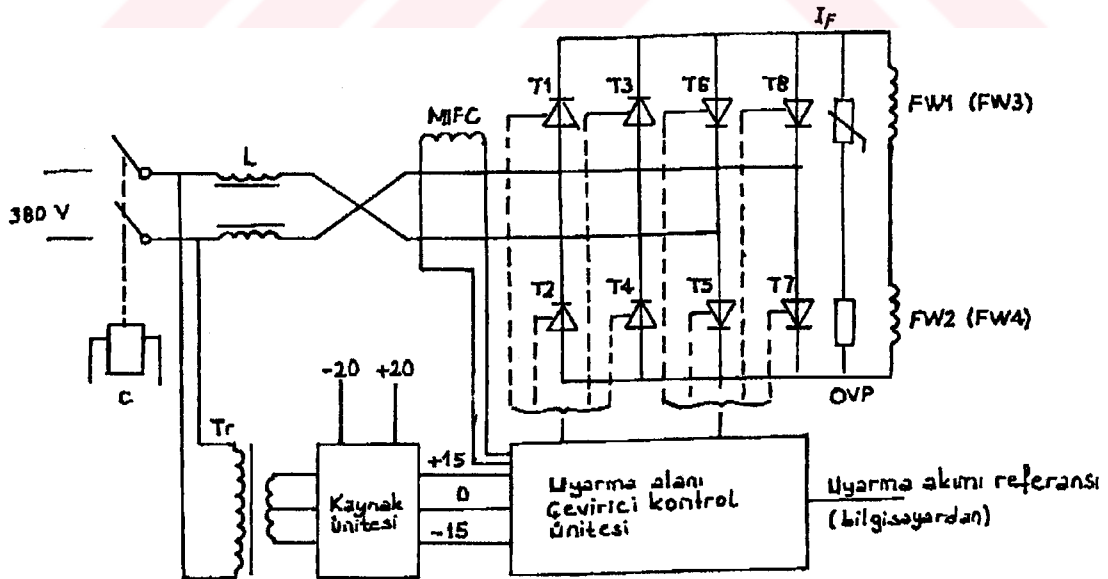 I_F
T1
T3
T6
T8
FW1 (FW3)
MIFC
L
380 V
T2
T4
T5
T7
FW2 (FW4)
C
-20 +20
OVP
Tr
+15
0
-15
Kaynak
ünitesi
Uyarma alanı
Çevirici kontrol
ünitesi
Uyarma akımı referansı
(bilgisayardan)